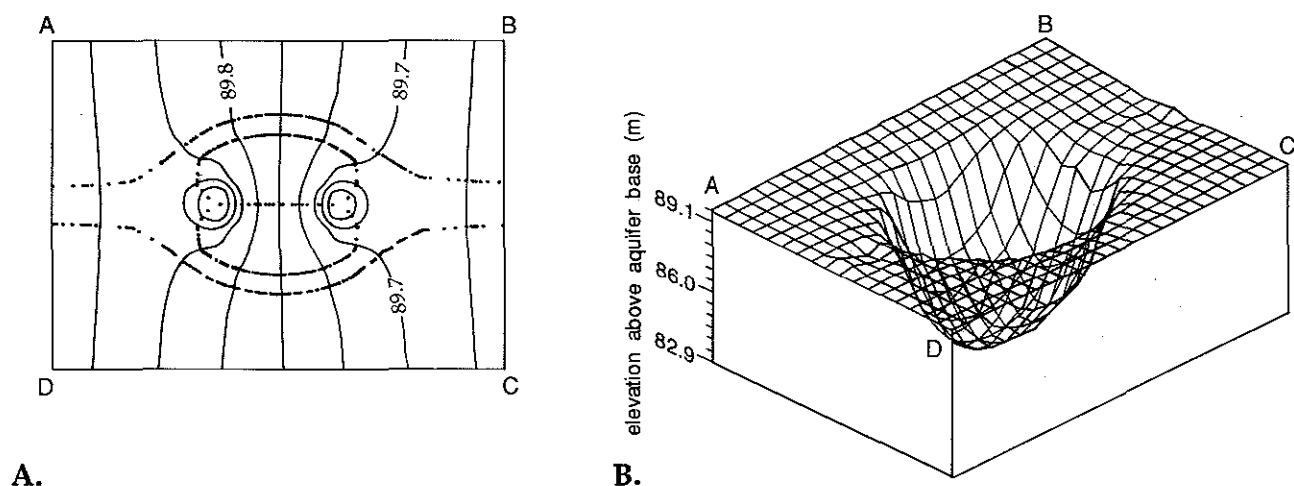 A
B
89.8
89.7
89.7
D
C
A.
elevation above aquifer base (m)
89.1
86.0
82.9
A
B
C
D
B.